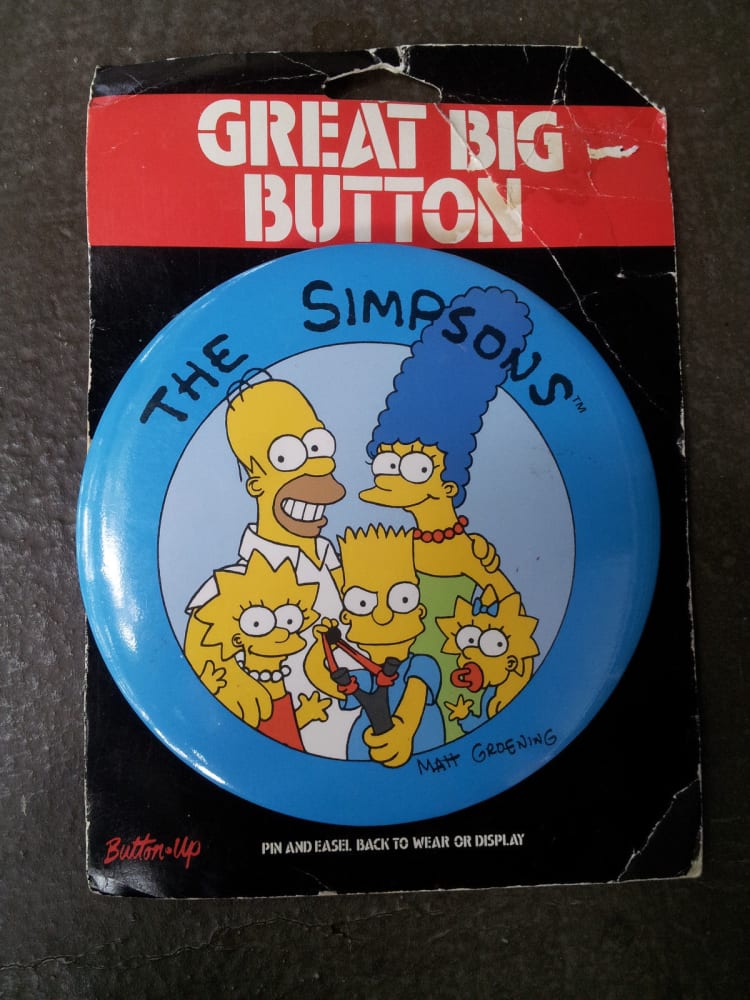 GREAT BIG
BUTTON
THE SIMPSONS™
MATT GROENING
Button•Up
PIN AND EASEL BACK TO WEAR OR DISPLAY